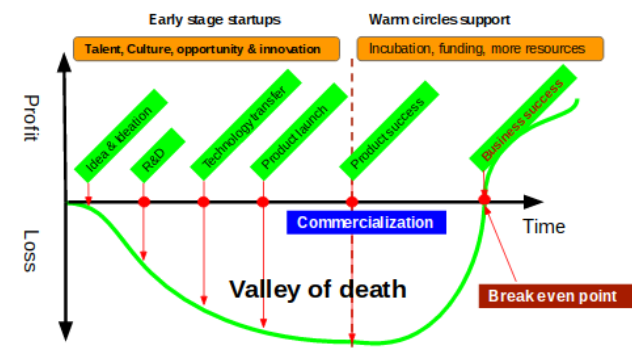 Early stage startups
Warm circles support
Talent, Culture, opportunity & innovation
Incubation, funding, more resources
Profit
Loss
Idea & Ideation
R&D
Technology transfer
Product launch
Product success
Business success
Commercialization
Time
Valley of death
Break even point